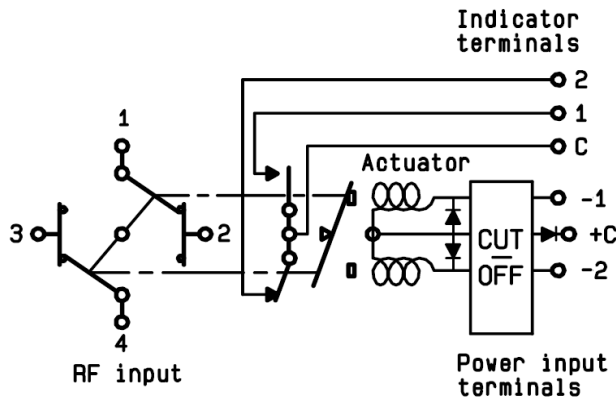 Indicator
terminals
2
1
C
1
Actuator
3
2
4
CUT
OFF
-1
+C
-2
RF input
Power input
terminals